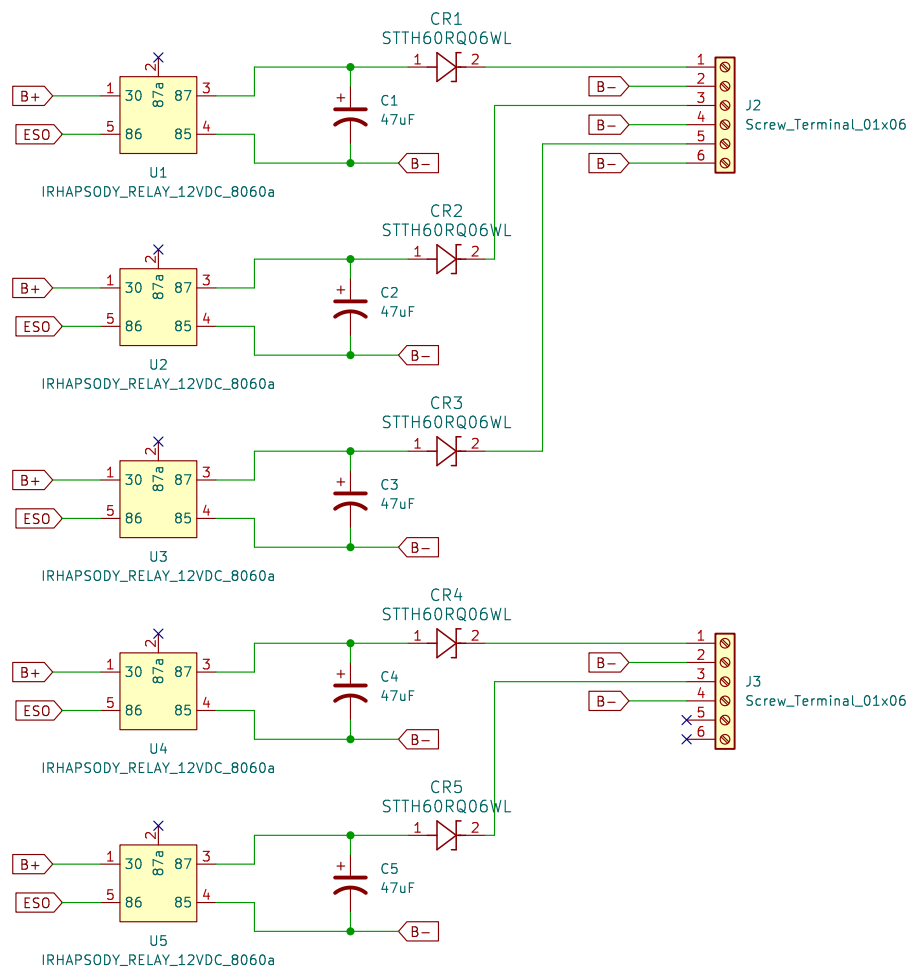 CR1
STTH60RQ06WL
1 2
2
87a
B+ 1 30 87 3
ESO 5 86 85 4
U1
IRHAPSODY_RELAY_12VDC_8060a
+ C1
47uF
B-
1
B- 2
3
B- 4
5
B- 6
J2
Screw_Terminal_01x06
CR2
STTH60RQ06WL
1 2
2
87a
B+ 1 30 87 3
ESO 5 86 85 4
U2
IRHAPSODY_RELAY_12VDC_8060a
+ C2
47uF
B-
CR3
STTH60RQ06WL
1 2
2
87a
B+ 1 30 87 3
ESO 5 86 85 4
U3
IRHAPSODY_RELAY_12VDC_8060a
+ C3
47uF
B-
CR4
STTH60RQ06WL
1 2
2
87a
B+ 1 30 87 3
ESO 5 86 85 4
U4
IRHAPSODY_RELAY_12VDC_8060a
+ C4
47uF
B-
1
B- 2
3
B- 4
5
6
J3
Screw_Terminal_01x06
CR5
STTH60RQ06WL
1 2
2
87a
B+ 1 30 87 3
ESO 5 86 85 4
U5
IRHAPSODY_RELAY_12VDC_8060a
+ C5
47uF
B-